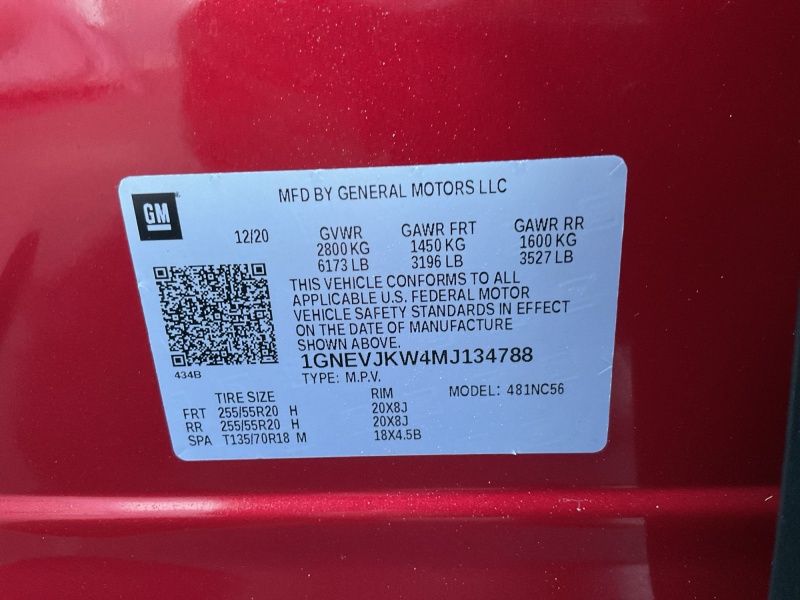 MFD BY GENERAL MOTORS LLC
GM
12/20 GVWR GAWR FRT GAWR RR
2800 KG 1450 KG 1600 KG
6173 LB 3196 LB 3527 LB
THIS VEHICLE CONFORMS TO ALL
APPLICABLE U.S. FEDERAL MOTOR
VEHICLE SAFETY STANDARDS IN EFFECT
ON THE DATE OF MANUFACTURE
SHOWN ABOVE.
1GNEVJKW4MJ134788
434B
TYPE: M.P.V. MODEL: 481NC56
TIRE SIZE RIM
FRT 255/55R20 H 20X8J
RR 255/55R20 H 20X8J
SPA T135/70R18 M 18X4.5B